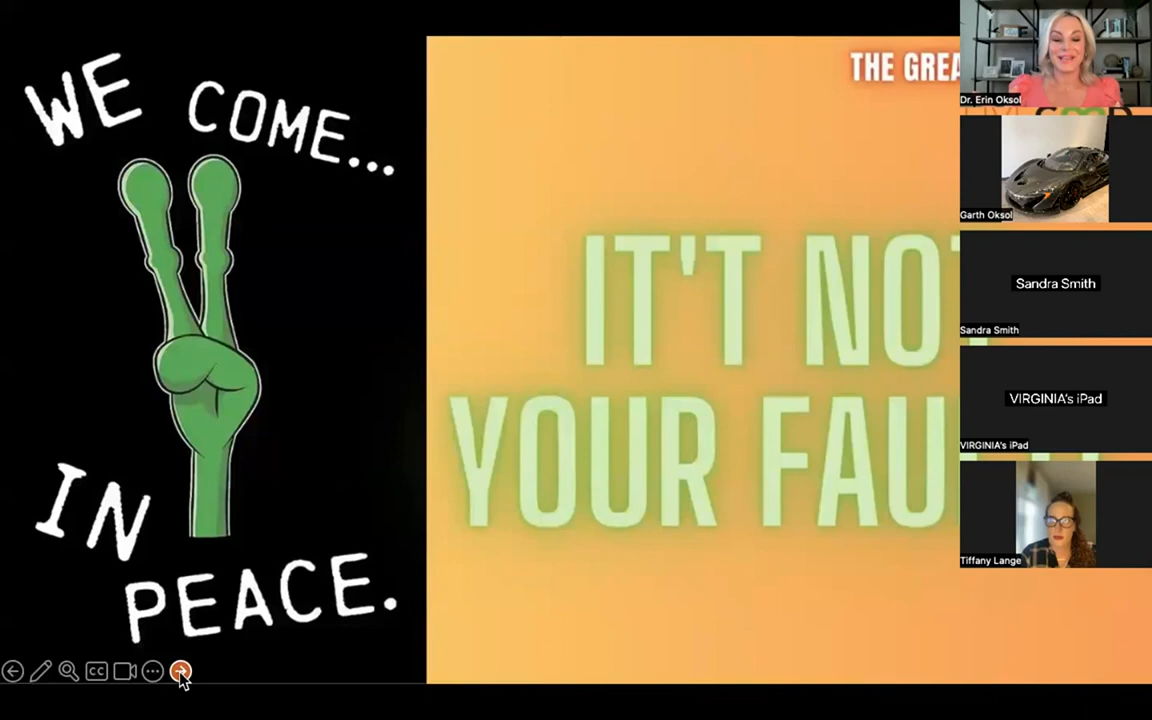 WE COME...
IN
PEACE.
THE GREA
IT'T NOT
YOUR FAU
CC
Dr. Erin Oksol
Garth Oksol
Sandra Smith
Sandra Smith
VIRGINIA's iPad
VIRGINIA's iPad
Tiffany Lange